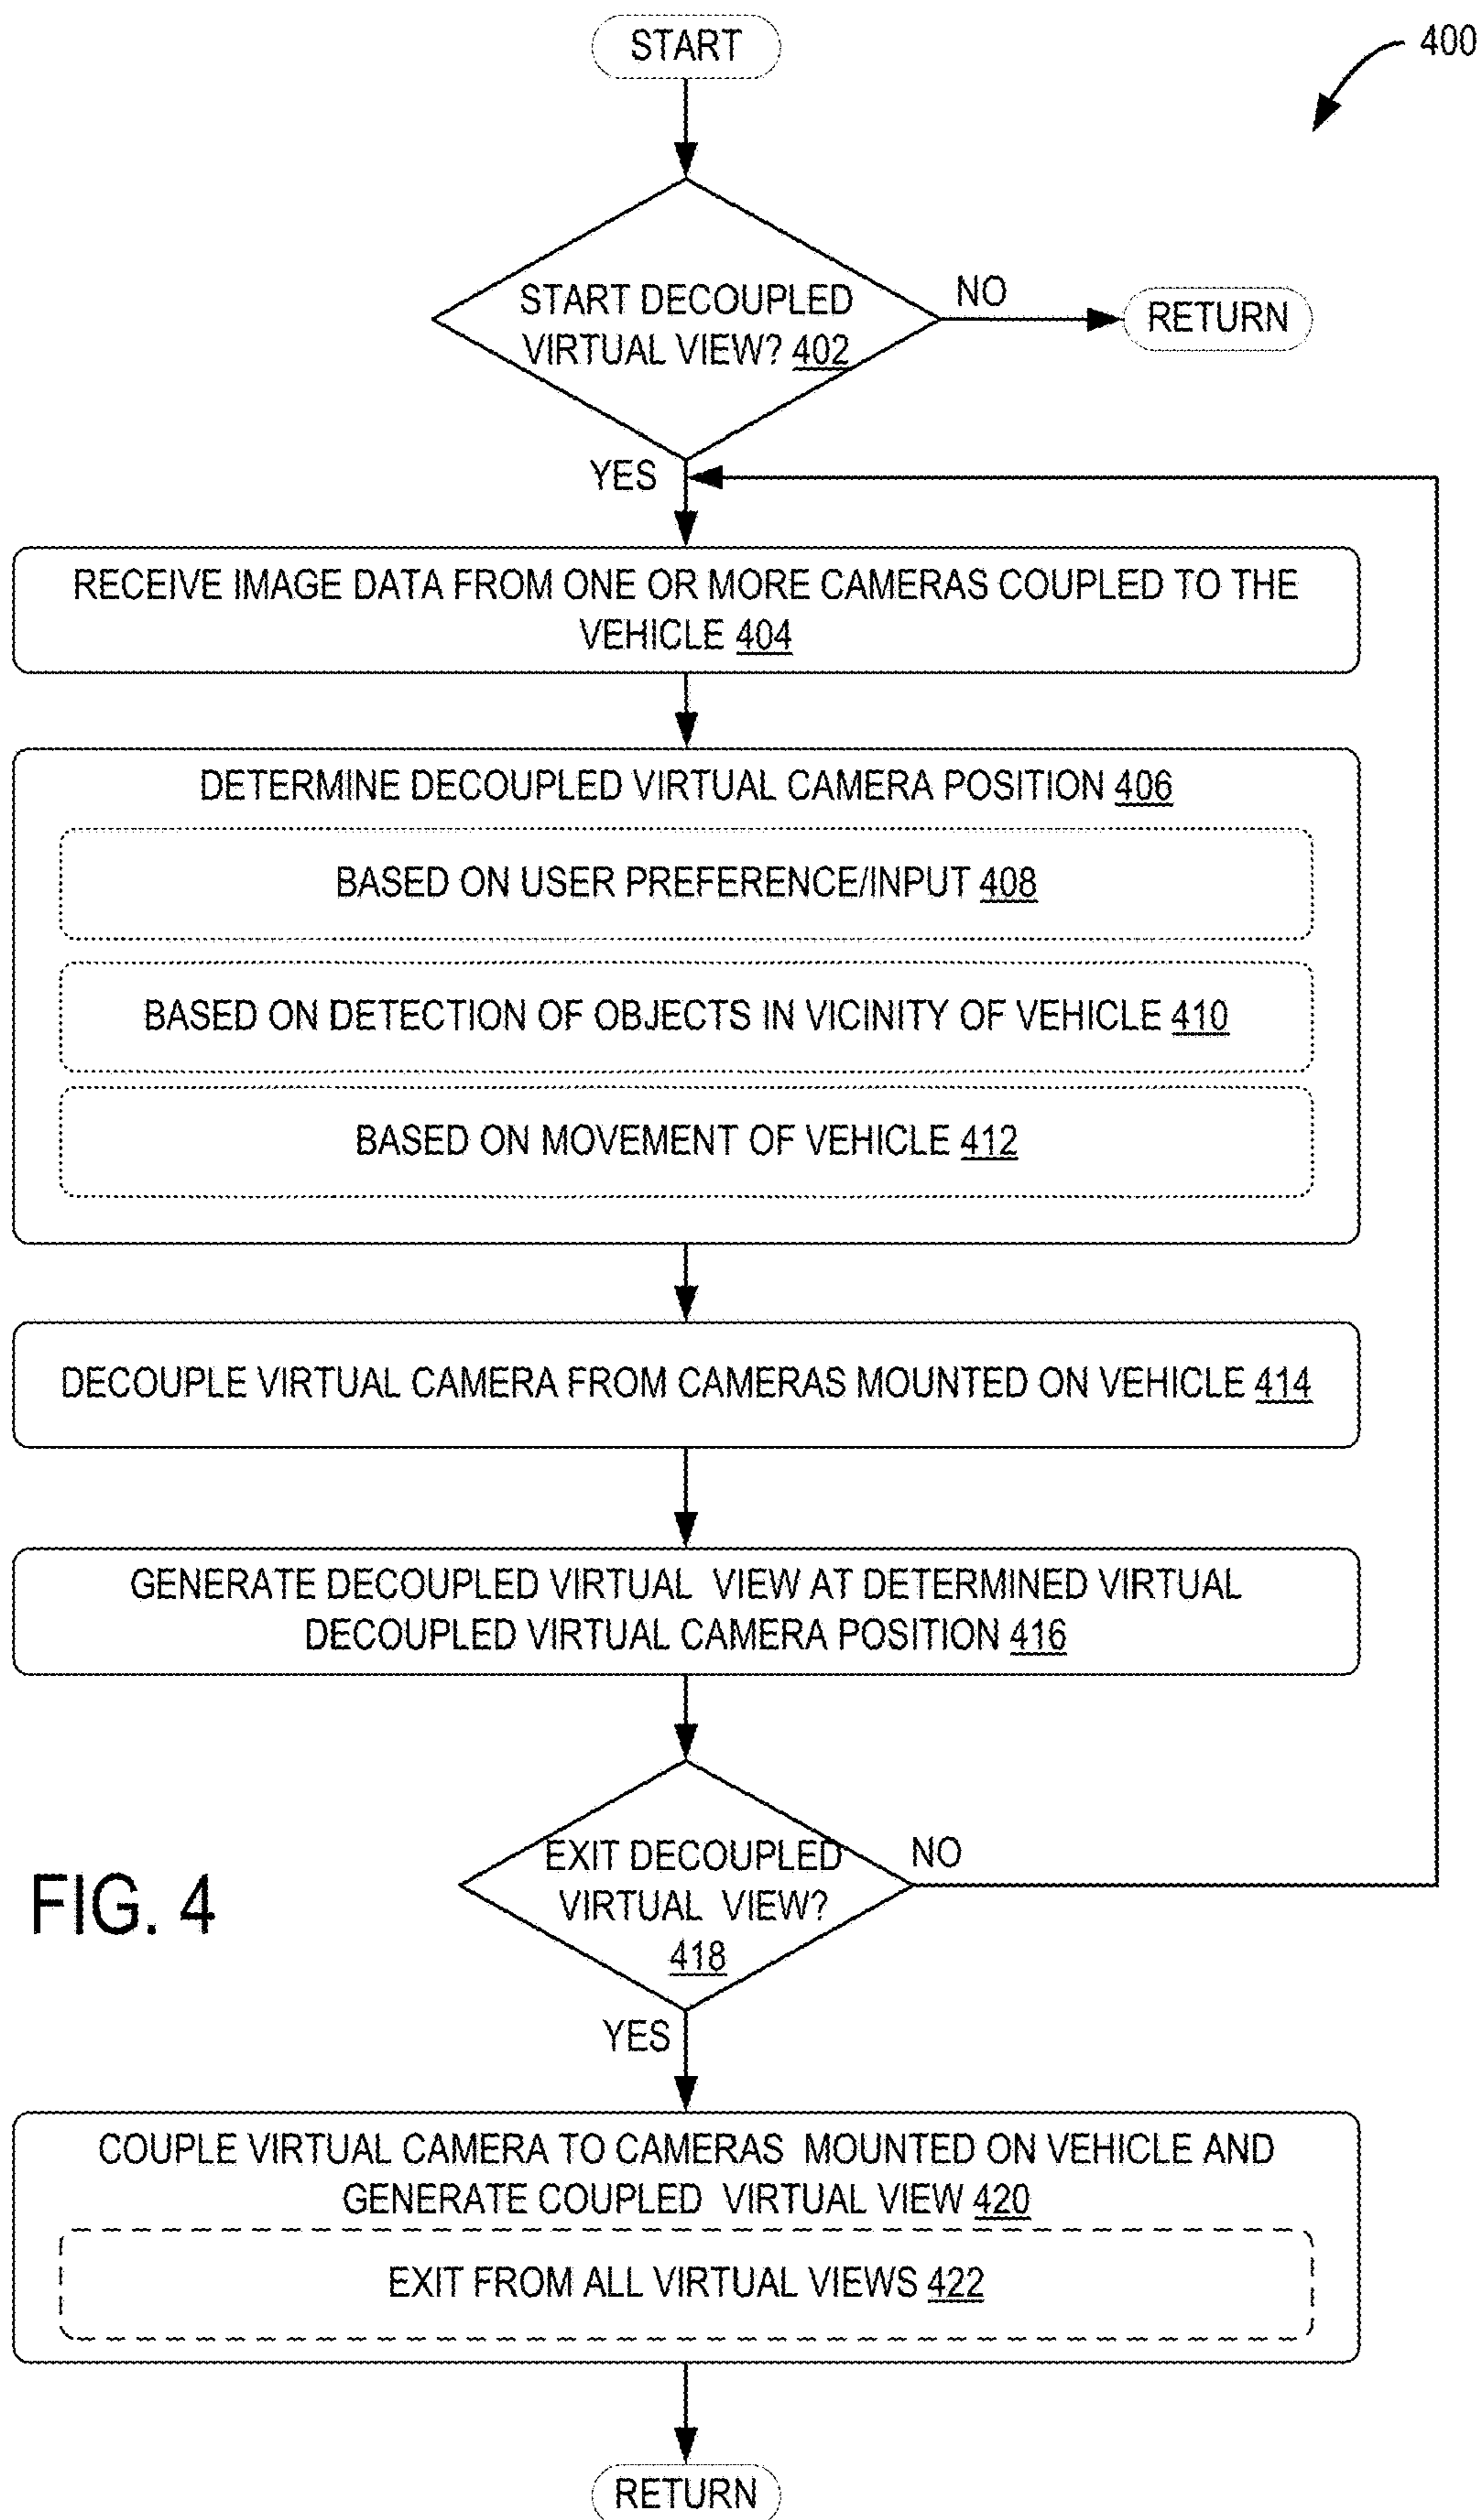 START
400
START DECOUPLED
VIRTUAL VIEW? 402
NO
RETURN
YES
RECEIVE IMAGE DATA FROM ONE OR MORE CAMERAS COUPLED TO THE
VEHICLE 404
DETERMINE DECOUPLED VIRTUAL CAMERA POSITION 406
BASED ON USER PREFERENCE/INPUT 408
BASED ON DETECTION OF OBJECTS IN VICINITY OF VEHICLE 410
BASED ON MOVEMENT OF VEHICLE 412
DECOUPLE VIRTUAL CAMERA FROM CAMERAS MOUNTED ON VEHICLE 414
GENERATE DECOUPLED VIRTUAL VIEW AT DETERMINED VIRTUAL
DECOUPLED VIRTUAL CAMERA POSITION 416
EXIT DECOUPLED
VIRTUAL VIEW?
418
NO
FIG. 4
YES
COUPLE VIRTUAL CAMERA TO CAMERAS MOUNTED ON VEHICLE AND
GENERATE COUPLED VIRTUAL VIEW 420
EXIT FROM ALL VIRTUAL VIEWS 422
RETURN